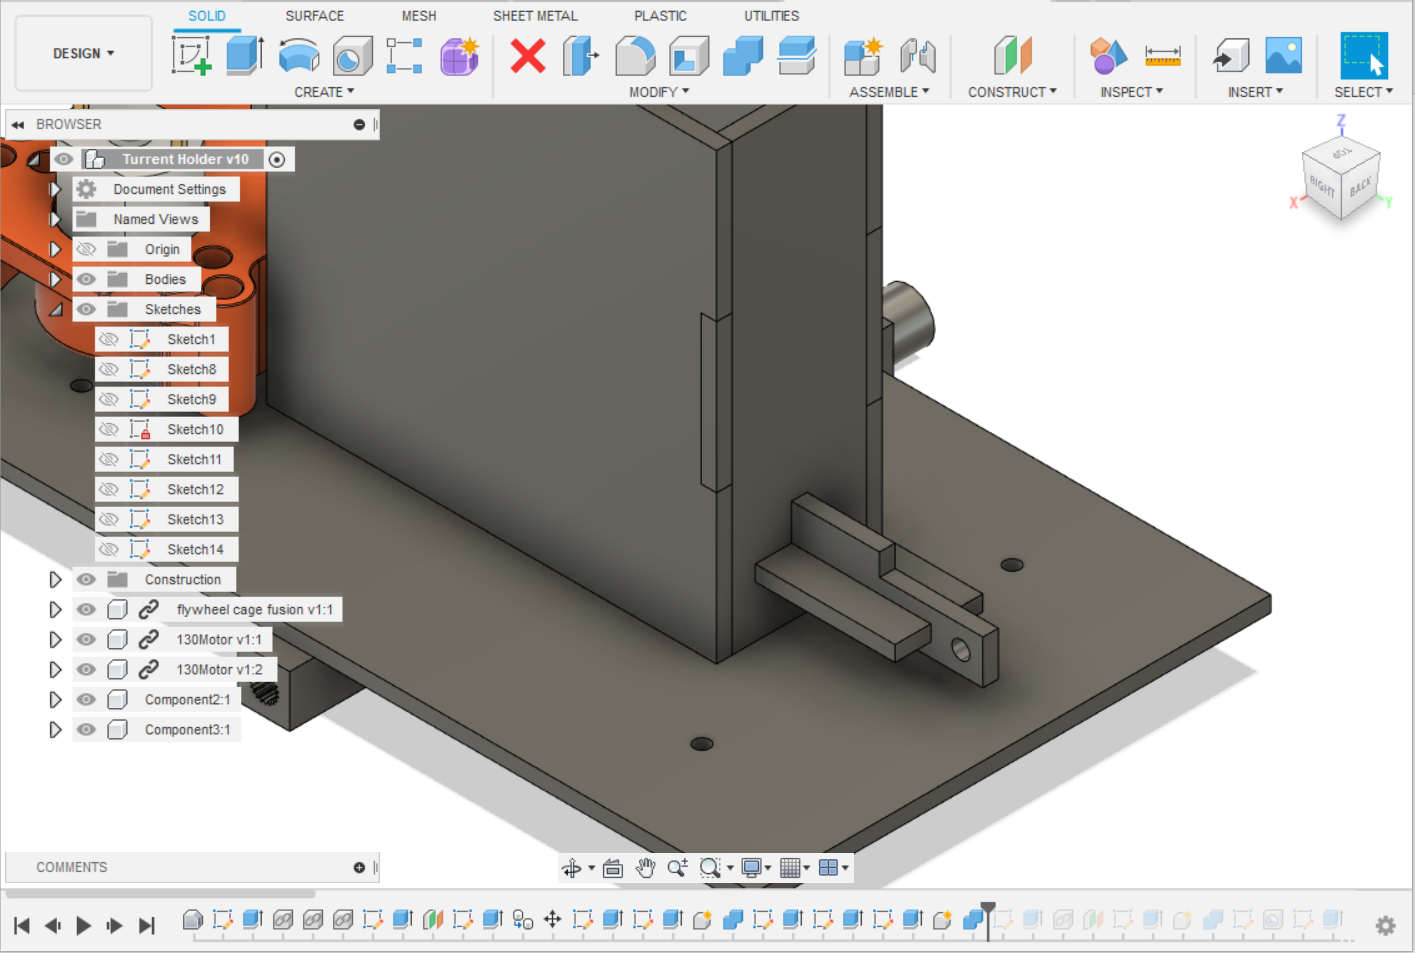 SOLID SURFACE MESH SHEET METAL PLASTIC UTILITIES
DESIGN
CREATE MODIFY ASSEMBLE CONSTRUCT INSPECT INSERT SELECT
BROWSER
Turrent Holder v10
Document Settings
Named Views
Origin
Bodies
Sketches
Sketch1
Sketch8
Sketch9
Sketch10
Sketch11
Sketch12
Sketch13
Sketch14
Construction
flywheel cage fusion v1:1
130Motor v1:1
130Motor v1:2
Component2:1
Component3:1
Z
TOP
RIGHT BACK
X Y
COMMENTS